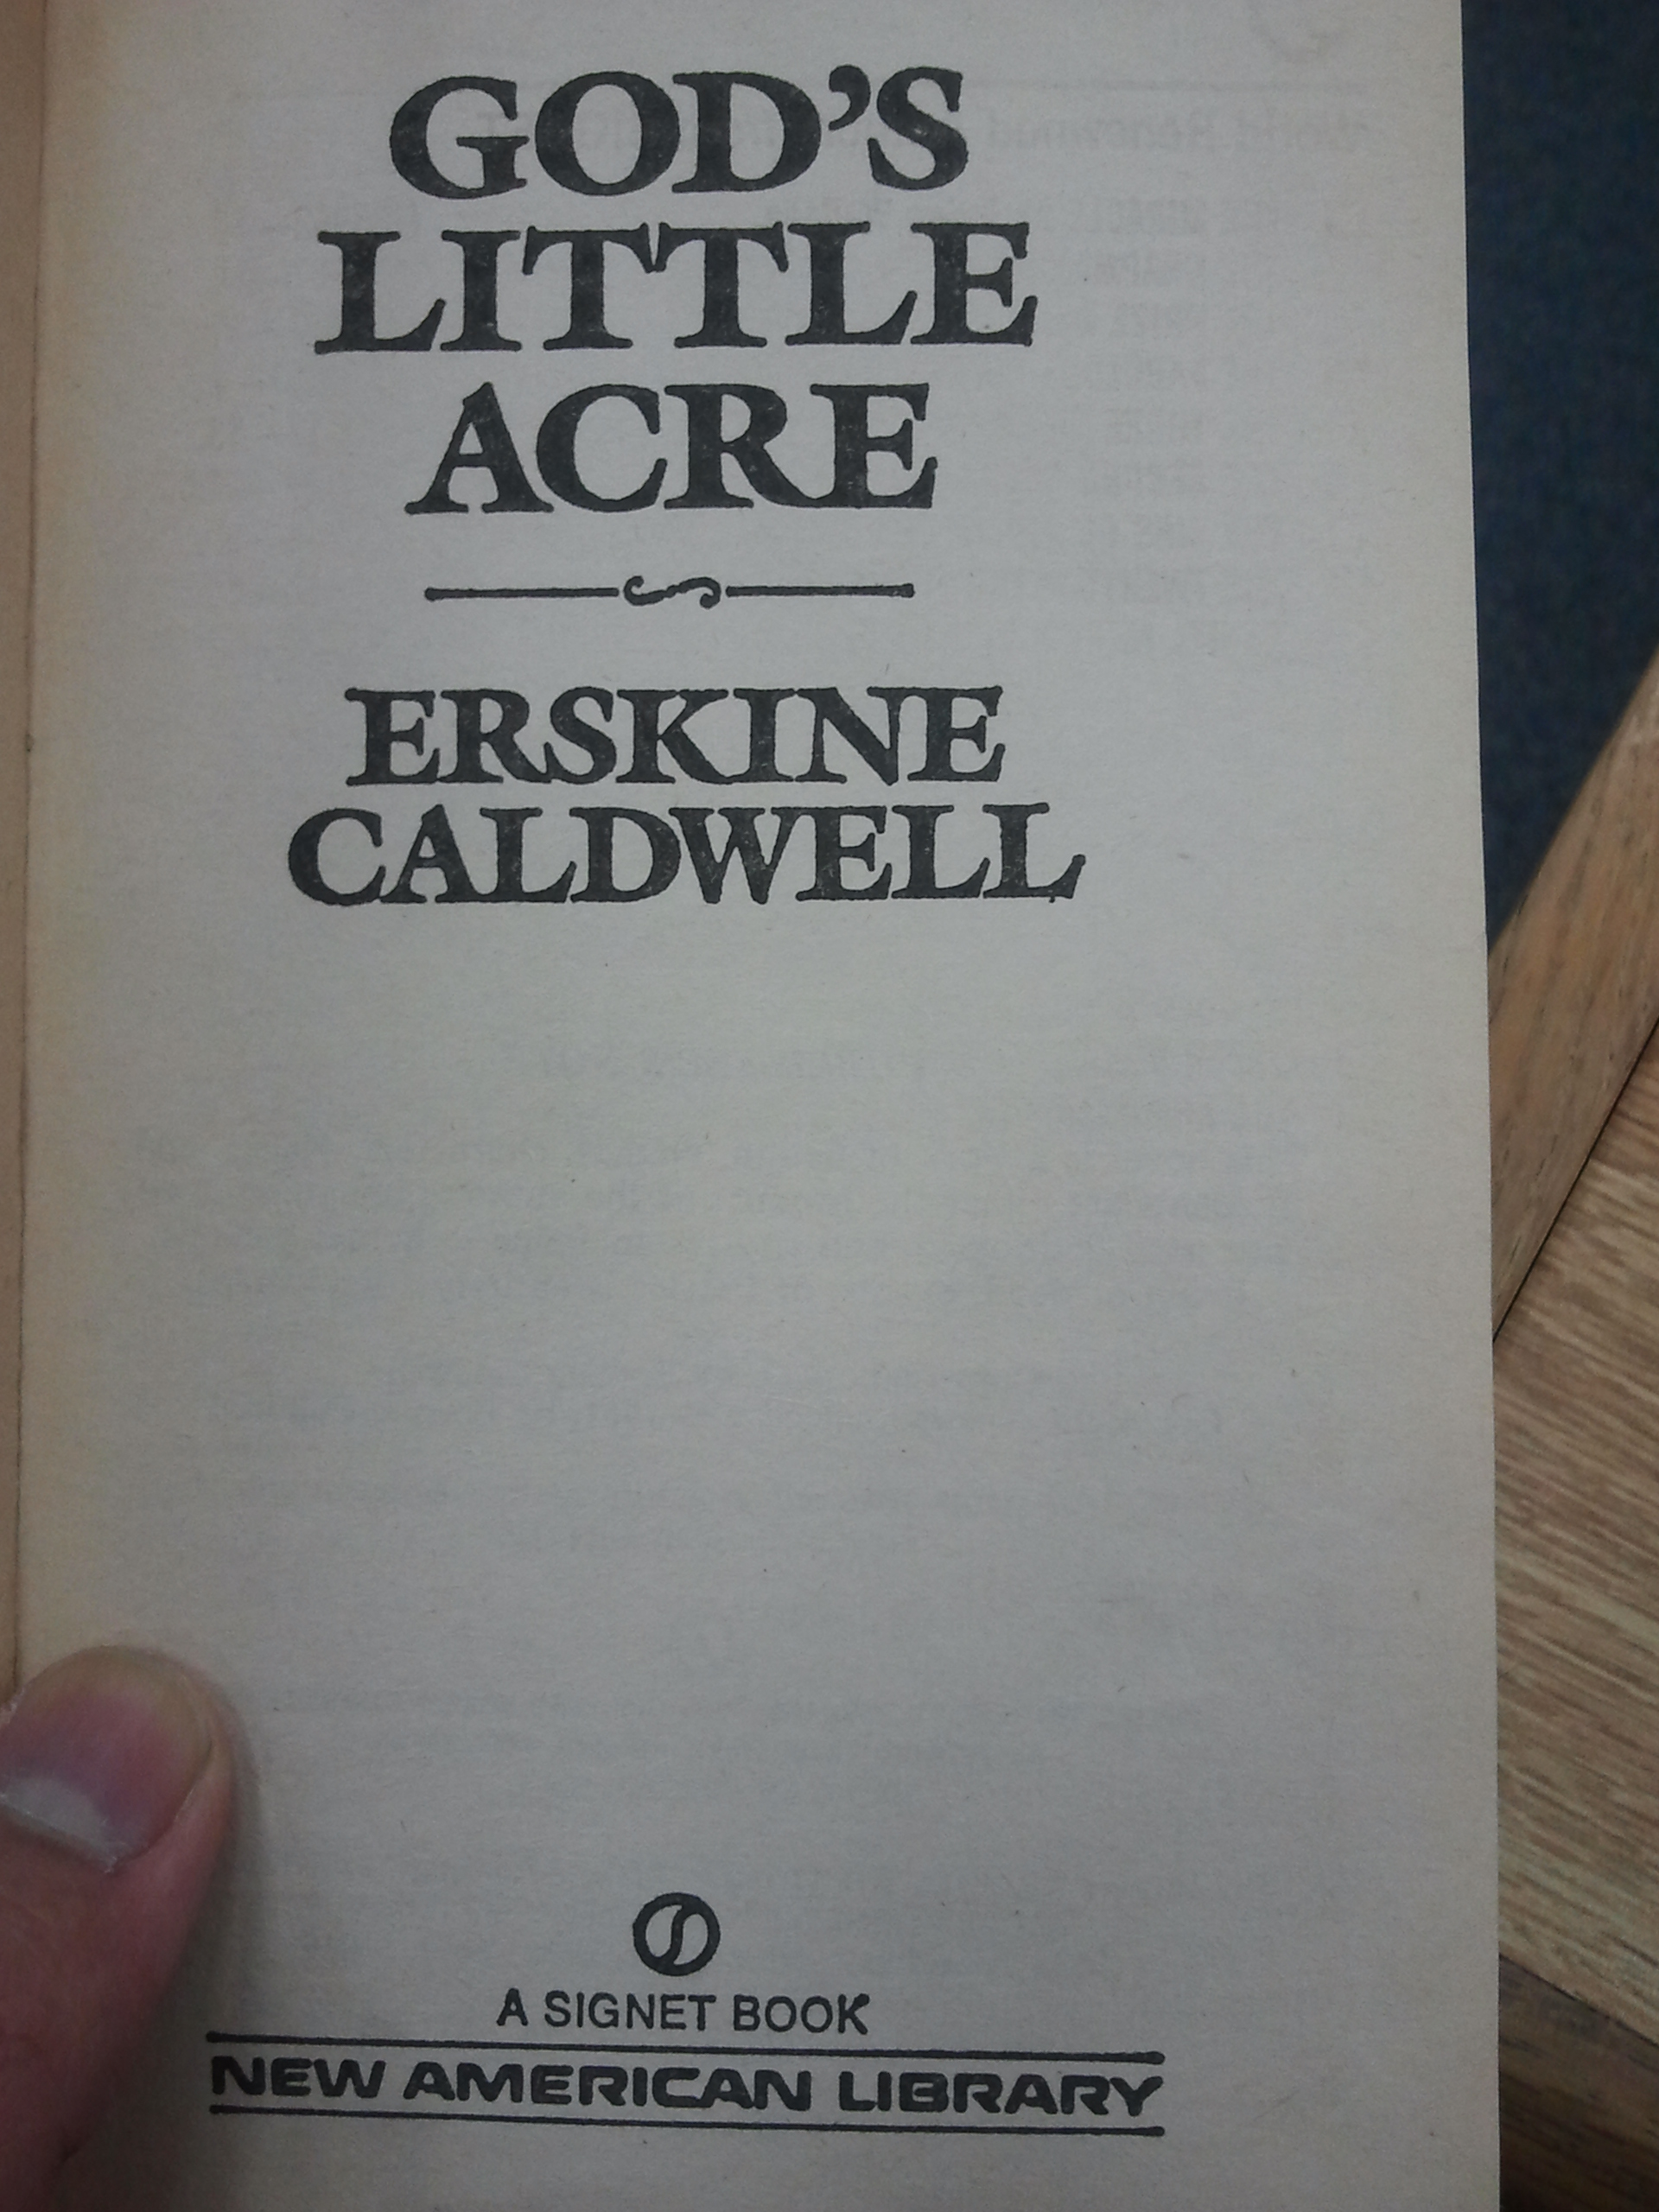 GOD'S
LITTLE
ACRE
ERSKINE
CALDWELL
A SIGNET BOOK
NEW AMERICAN LIBRARY